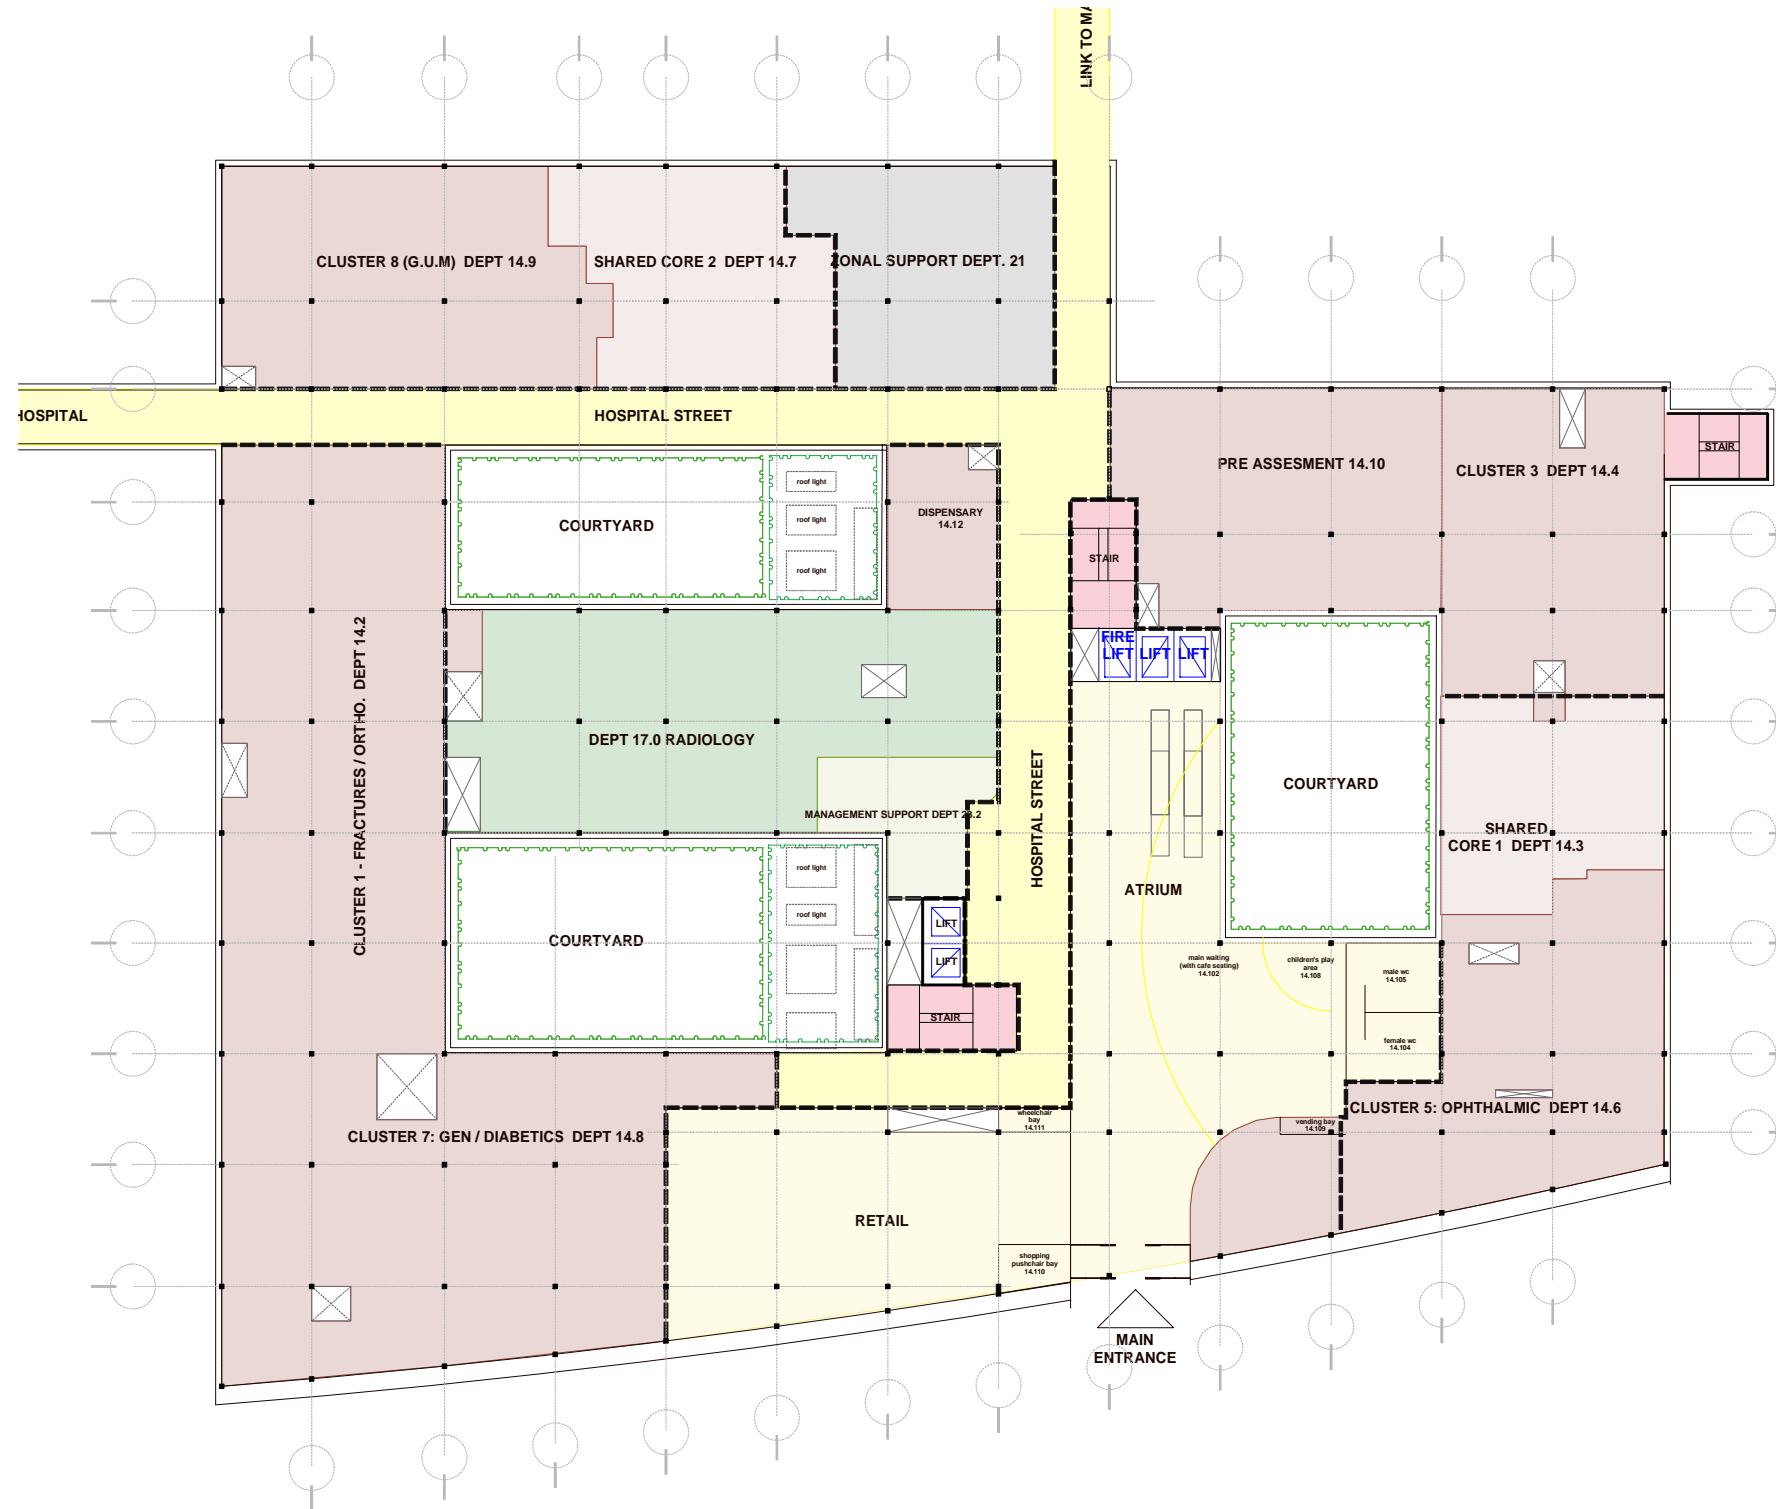 LINK TO MA
CLUSTER 8 (G.U.M) DEPT 14.9
SHARED CORE 2 DEPT 14.7
ZONAL SUPPORT DEPT. 21
HOSPITAL
HOSPITAL STREET
PRE ASSESMENT 14.10
CLUSTER 3 DEPT 14.4
STAIR
COURTYARD
roof light
roof light
roof light
DISPENSARY
14.12
STAIR
FIRE
LIFT
LIFT
LIFT
CLUSTER 1 - FRACTURES / ORTHO. DEPT 14.2
DEPT 17.0 RADIOLOGY
MANAGEMENT SUPPORT DEPT 23.2
HOSPITAL STREET
COURTYARD
SHARED
CORE 1 DEPT 14.3
ATRIUM
COURTYARD
roof light
roof light
LIFT
LIFT
STAIR
main waiting
(with cafe seating)
14.102
children's play
area
14.108
male wc
14.105
female wc
14.104
CLUSTER 7: GEN / DIABETICS DEPT 14.8
wheelchair
bay
14.111
vending bay
14.109
CLUSTER 5: OPHTHALMIC DEPT 14.6
RETAIL
shopping
pushchair bay
14.110
MAIN
ENTRANCE